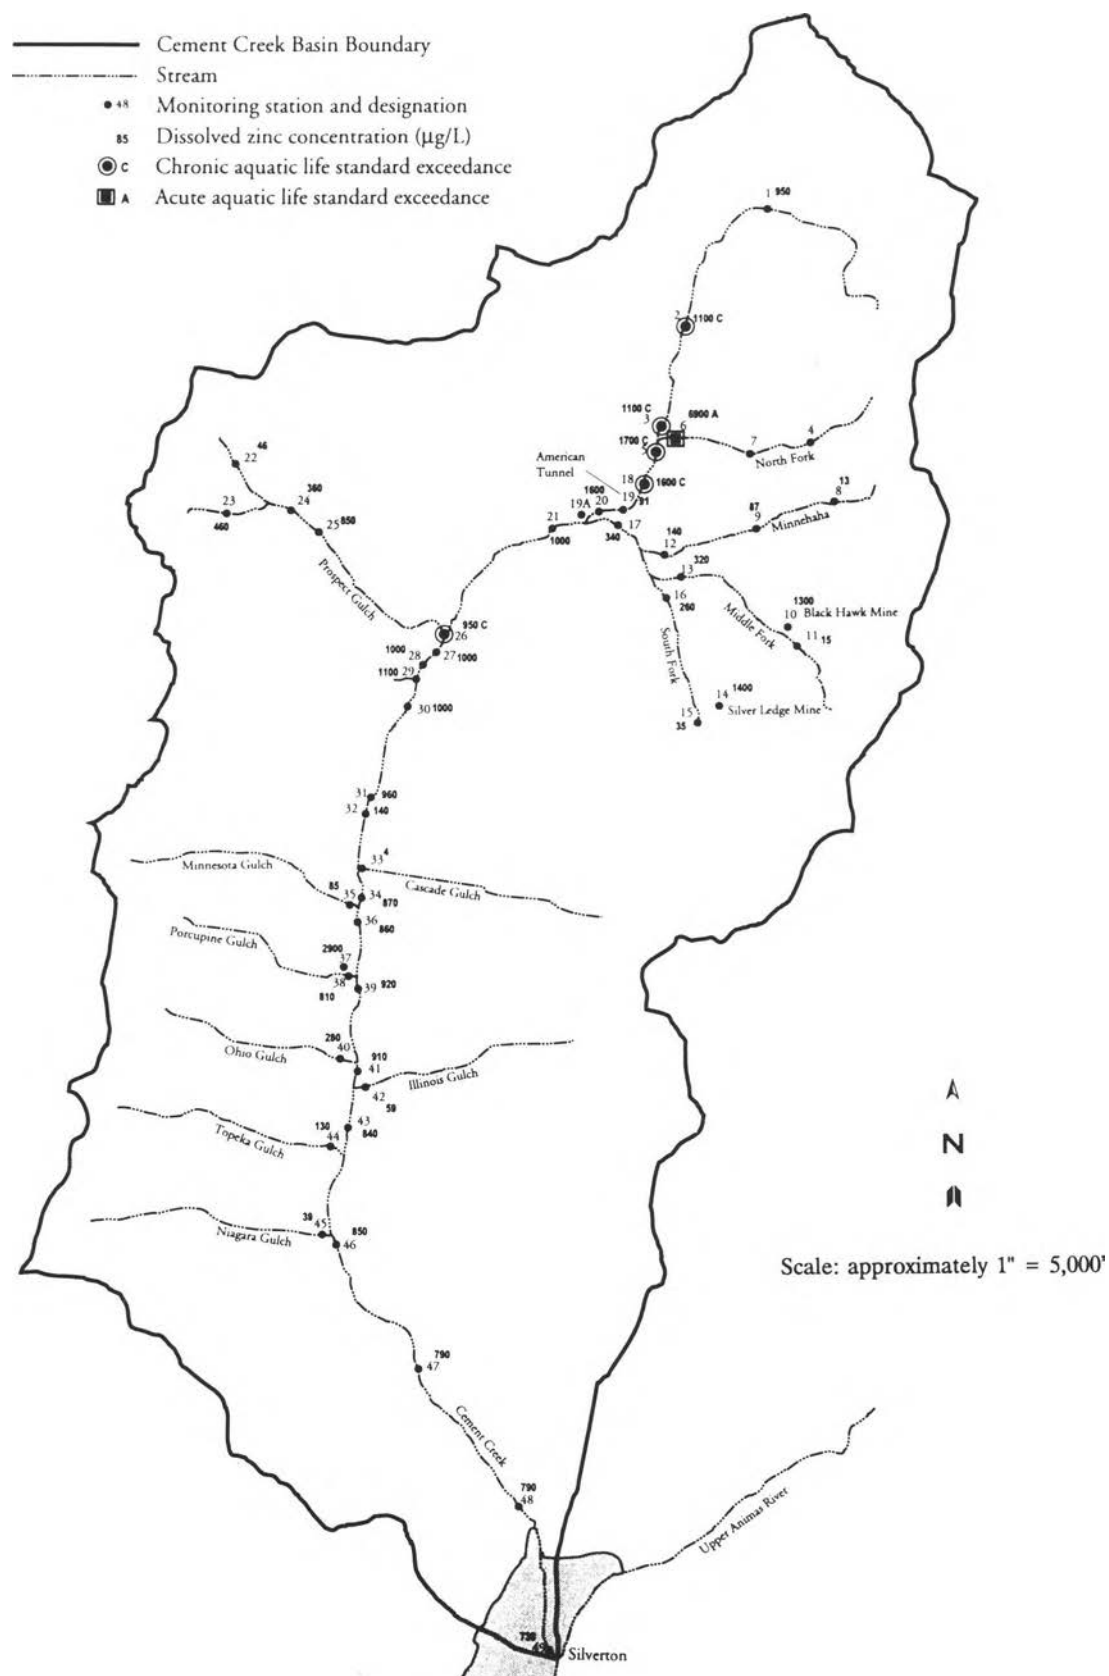 Cement Creek Basin Boundary
Stream
48 Monitoring station and designation
85 Dissolved zinc concentration (µg/L)
C Chronic aquatic life standard exceedance
A Acute aquatic life standard exceedance
1 950
2 1100 C
1100 C
3
6900 A
6
1700 C
7
4
North Fork
American
Tunnel
18 1600 C
46
22
13
8
23
460
360
24
25 850
1600
19A 20 19 91
21
1000
340
17
87
9
Minnehaha
140
12
320
13
16
260
Prospect Gulch
Middle Fork
South Fork
1300
10 Black Hawk Mine
11 15
950 C
26
1000
28 27 1000
1100 29
30 1000
1400
14
Silver Ledge Mine
15
35
31 960
32 140
33 4
Minnesota Gulch
Cascade Gulch
85
35 34
870
36
860
Porcupine Gulch
2900
37
38
810
39 920
Ohio Gulch
280
40
910
41
Illinois Gulch
42
59
43
840
Topeka Gulch
130
44
Niagara Gulch
39
45
850
46
N
Scale: approximately 1" = 5,000'
790
47
Cement Creek
790
48
Upper Animas River
730
49
Silverton